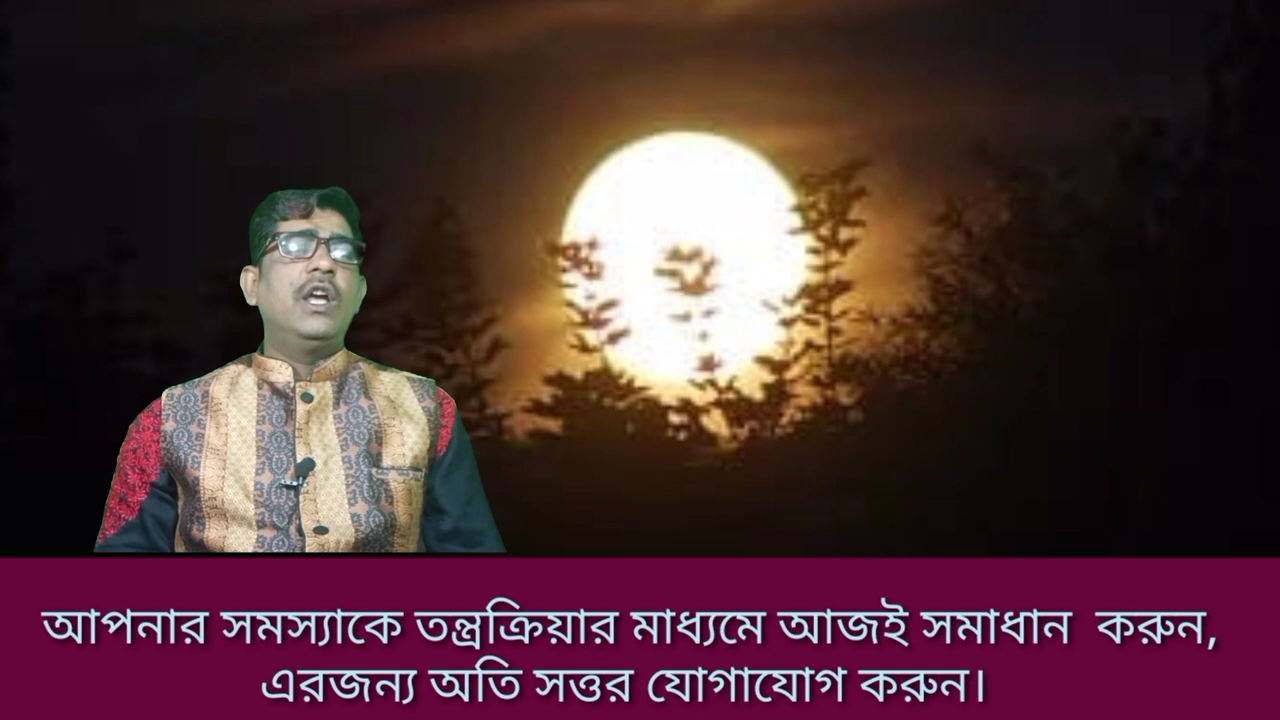 আপনার সমস্যাকে তন্ত্রক্রিয়ার মাধ্যমে আজই সমাধান করুন,
এরজন্য অতি সত্তর যোগাযোগ করুন।